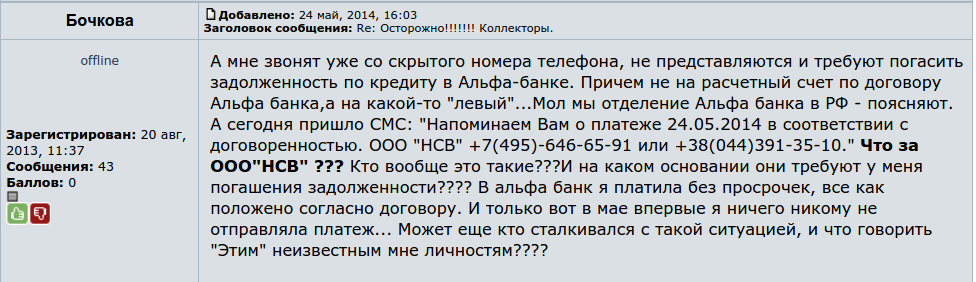 Бочкова
Добавлено: 24 май, 2014, 16:03
Заголовок сообщения: Re: Осторожно!!!!!!! Коллекторы.
offline
Зарегистрирован: 20 авг,
2013, 11:37
Сообщения: 43
Баллов: 0
А мне звонят уже со скрытого номера телефона, не представляются и требуют погасить
задолженность по кредиту в Альфа-банке. Причем не на расчетный счет по договору
Альфа банка,а на какой-то "левый"...Мол мы отделение Альфа банка в РФ - поясняют.
А сегодня пришло СМС: "Напоминаем Вам о платеже 24.05.2014 в соответствии с
договоренностью. ООО "НСВ" +7(495)-646-65-91 или +38(044)391-35-10." Что за
ООО"НСВ" ??? Кто вообще это такие???И на каком основании они требуют у меня
погашения задолженности???? В альфа банк я платила без просрочек, все как
положено согласно договору. И только вот в мае впервые я ничего никому не
отправляла платеж... Может еще кто сталкивался с такой ситуацией, и что говорить
"Этим" неизвестным мне личностям????